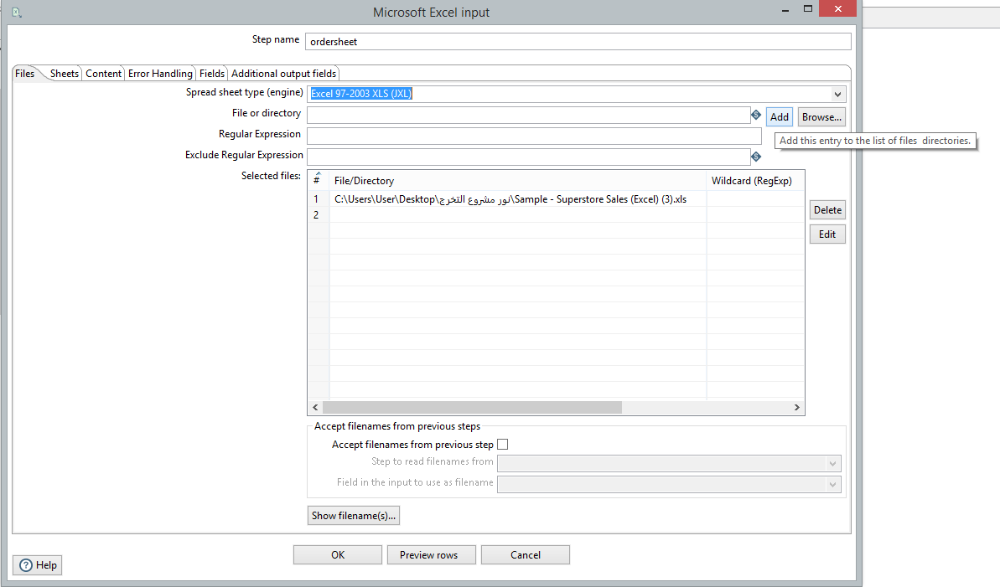 Microsoft Excel input
Step name ordersheet
Files Sheets Content Error Handling Fields Additional output fields
Spread sheet type (engine) Excel 97-2003 XLS (JXL)
File or directory Add Browse...
Regular Expression
Add this entry to the list of files  directories.
Exclude Regular Expression
Selected files: # File/Directory Wildcard (RegExp)
1 C:\Users\User\Desktop\نور مشروع التخرج\Sample - Superstore Sales (Excel) (3).xls
2
Delete
Edit
Accept filenames from previous steps
Accept filenames from previous step
Step to read filenames from
Field in the input to use as filename
Show filename(s)...
OK Preview rows Cancel
Help